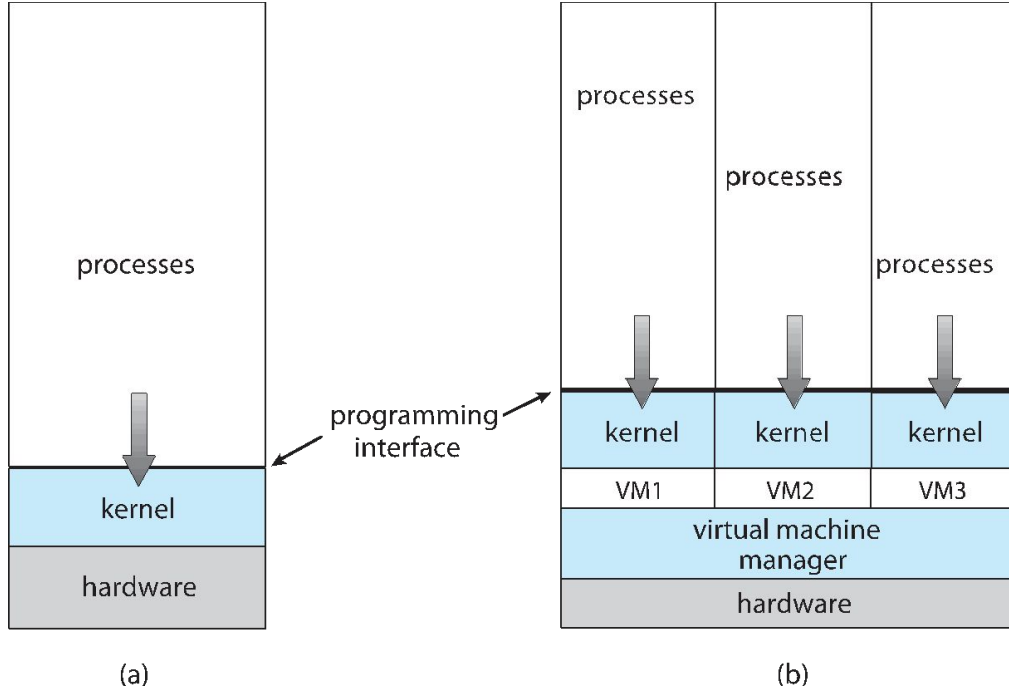 processes
programming
interface
kernel
hardware
(a)
processes
processes
processes
kernel
kernel
kernel
VM1
VM2
VM3
virtual machine
manager
hardware
(b)